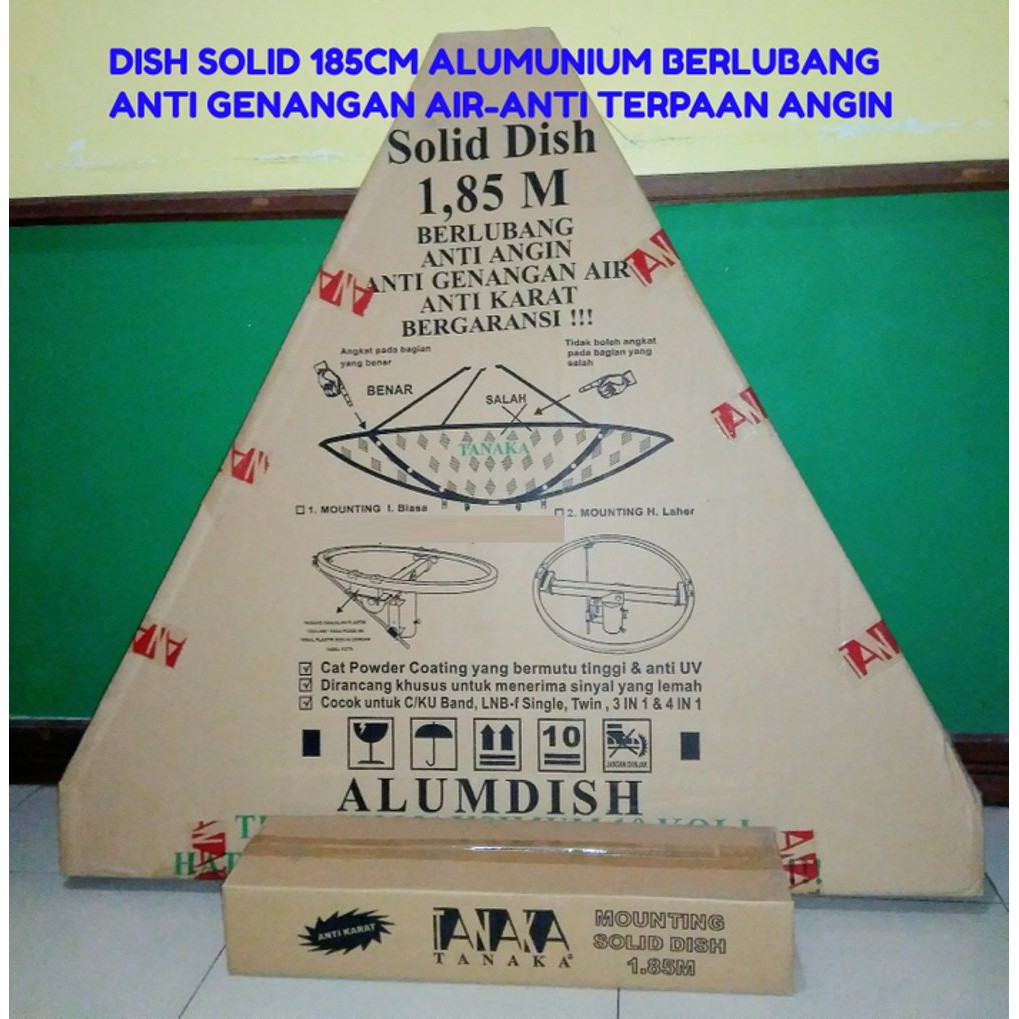 DISH SOLID 185CM ALUMUNIUM BERLUBANG
ANTI GENANGAN AIR-ANTI TERPAAN ANGIN
Solid Dish
1,85 M
BERLUBANG
ANTI ANGIN
ANTI GENANGAN AIR
ANTI KARAT
BERGARANSI !!!
Angkat pada bagian
yang benar
Tidak boleh angkat
pada bagian yang
salah
BENAR
SALAH
TANAKA
1. MOUNTING I. Biasa
2. MOUNTING H. Laher
Cat Powder Coating yang bermutu tinggi & anti UV
Dirancang khusus untuk menerima sinyal yang lemah
Cocok untuk C/KU Band, LNB-f Single, Twin , 3 IN 1 & 4 IN 1
10
JANGAN DIINJAK
ALUMDISH
ANTI KARAT
TANAKA
TANAKA
MOUNTING
SOLID DISH
1.85M